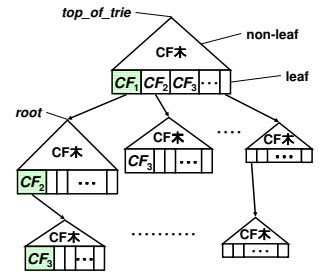 top_of_trie
non-leaf
CF木
CF1 CF2 CF3 ···
leaf
root
CF木
CF木
····
CF木
CF3 ···
···
CF2 ···
CF木
CF木
··········
CF3 ···
···